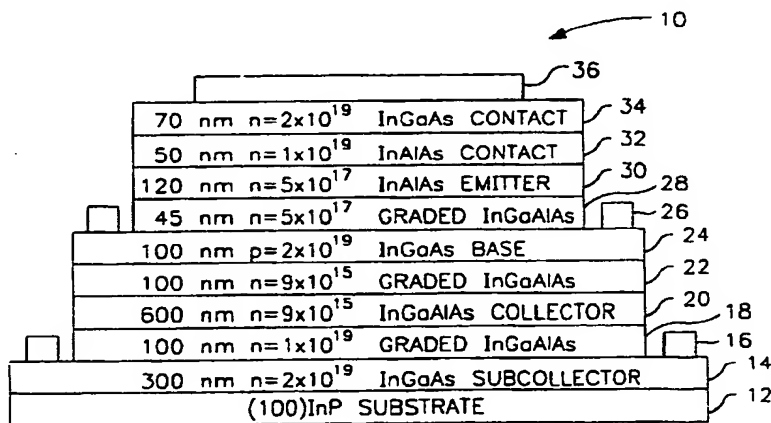 10
36
70 nm n=2x10^19 InGaAs CONTACT 34
50 nm n=1x10^19 InAlAs CONTACT 32
120 nm n=5x10^17 InAlAs EMITTER 30
28
45 nm n=5x10^17 GRADED InGaAlAs 26
100 nm p=2x10^19 InGaAs BASE 24
100 nm n=9x10^15 GRADED InGaAlAs 22
600 nm n=9x10^15 InGaAlAs COLLECTOR 20
18
100 nm n=1x10^19 GRADED InGaAlAs 16
300 nm n=2x10^19 InGaAs SUBCOLLECTOR 14
(100)InP SUBSTRATE 12